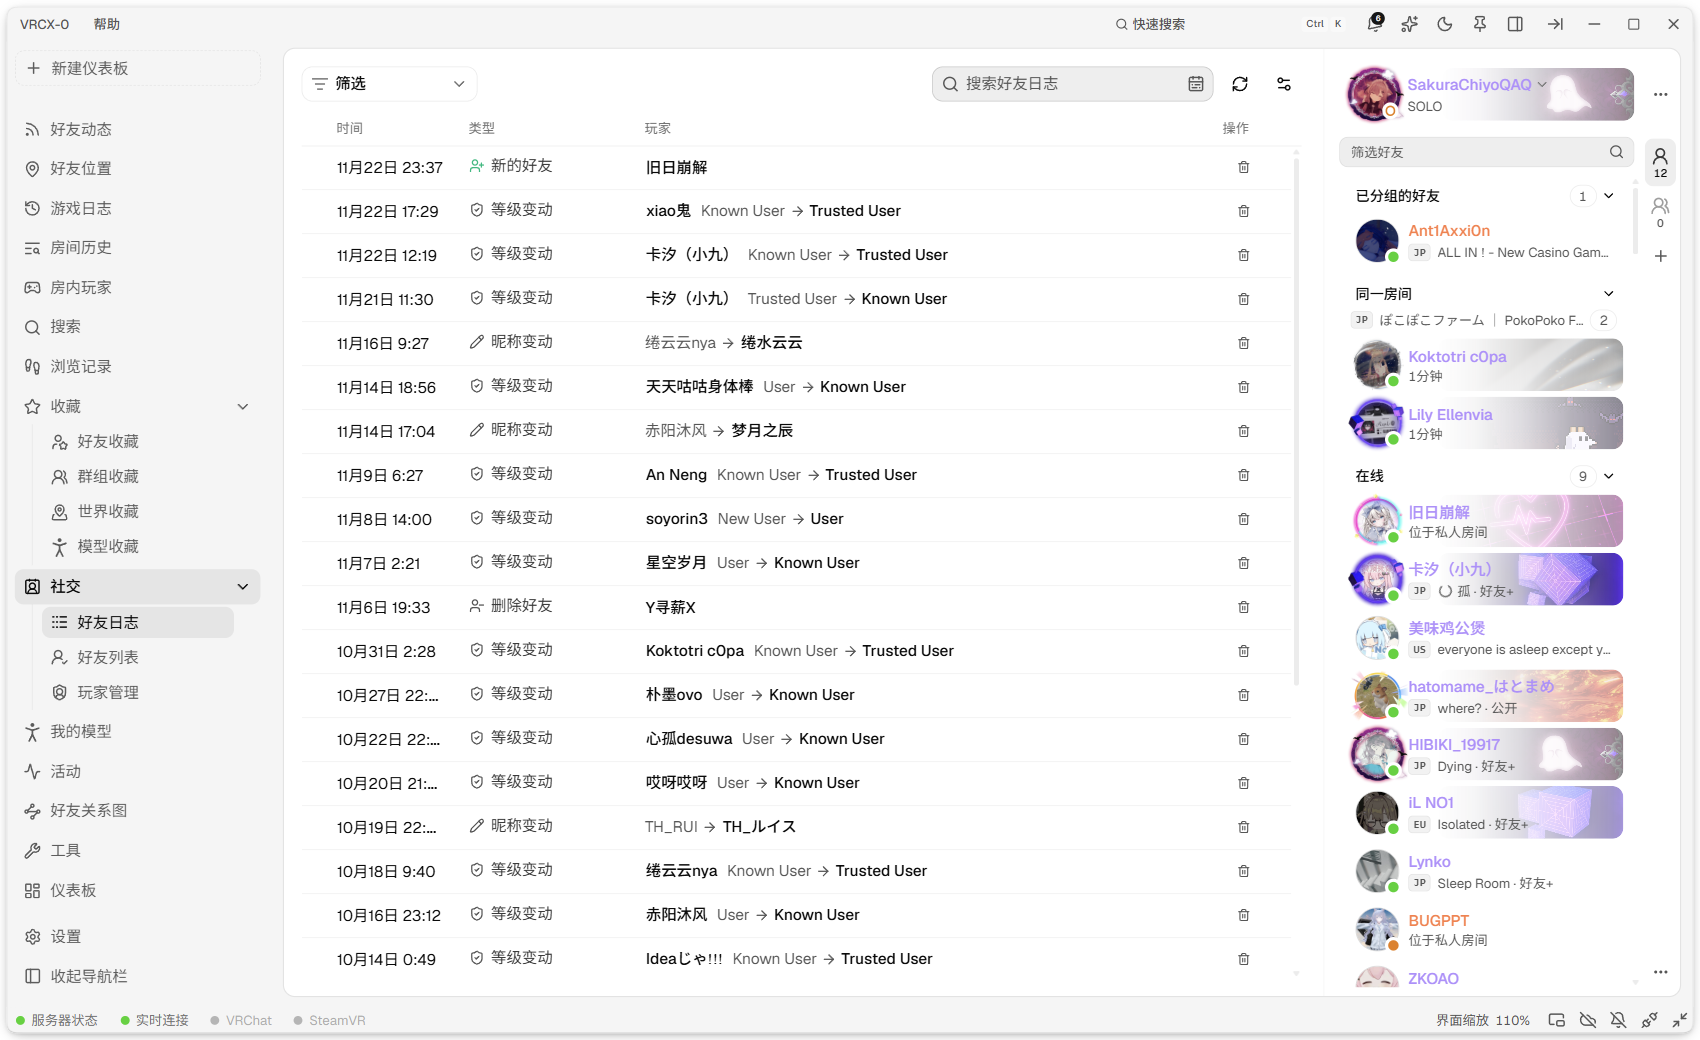 VRCX-0 帮助 快速搜索 Ctrl K 6
新建仪表板
好友动态
好友位置
游戏日志
房间历史
房内玩家
搜索
浏览记录
收藏
好友收藏
群组收藏
世界收藏
模型收藏
社交
好友日志
好友列表
玩家管理
我的模型
活动
好友关系图
工具
仪表板
设置
收起导航栏
筛选 搜索好友日志
时间 类型 玩家 操作
11月22日 23:37 新的好友 旧日崩解
11月22日 17:29 等级变动 xiao鬼 Known User → Trusted User
11月22日 12:19 等级变动 卡汐（小九） Known User → Trusted User
11月21日 11:30 等级变动 卡汐（小九） Trusted User → Known User
11月16日 9:27 昵称变动 绻云云nya → 绻水云云
11月14日 18:56 等级变动 天天咕咕身体棒 User → Known User
11月14日 17:04 昵称变动 赤阳沐风 → 梦月之辰
11月9日 6:27 等级变动 An Neng Known User → Trusted User
11月8日 14:00 等级变动 soyorin3 New User → User
11月7日 2:21 等级变动 星空岁月 User → Known User
11月6日 19:33 删除好友 Y寻薪X
10月31日 2:28 等级变动 Koktotri c0pa Known User → Trusted User
10月27日 22:... 等级变动 朴墨ovo User → Known User
10月22日 22:... 等级变动 心孤desuwa User → Known User
10月20日 21:... 等级变动 哎呀哎呀 User → Known User
10月19日 22:... 昵称变动 TH_RUI → TH_ルイス
10月18日 9:40 等级变动 绻云云nya Known User → Trusted User
10月16日 23:12 等级变动 赤阳沐风 User → Known User
10月14日 0:49 等级变动 Ideaじゃ!!! Known User → Trusted User
SakuraChiyoQAQ
SOLO
筛选好友
12
0
已分组的好友 1
Ant1Axxi0n
JP ALL IN ! - New Casino Gam...
同一房间
JP ぽこぽこファーム | PokoPoko F... 2
Koktotri c0pa
1分钟
Lily Ellenvia
1分钟
在线 9
旧日崩解
位于私人房间
卡汐（小九）
JP 孤 · 好友+
美味鸡公煲
US everyone is asleep except y...
hatomame_はとまめ
JP where? · 公开
HIBIKI_19917
JP Dying · 好友+
iL NO1
EU Isolated · 好友+
Lynko
JP Sleep Room · 好友+
BUGPPT
位于私人房间
ZKOAO
服务器状态 实时连接 VRChat SteamVR 界面缩放 110%